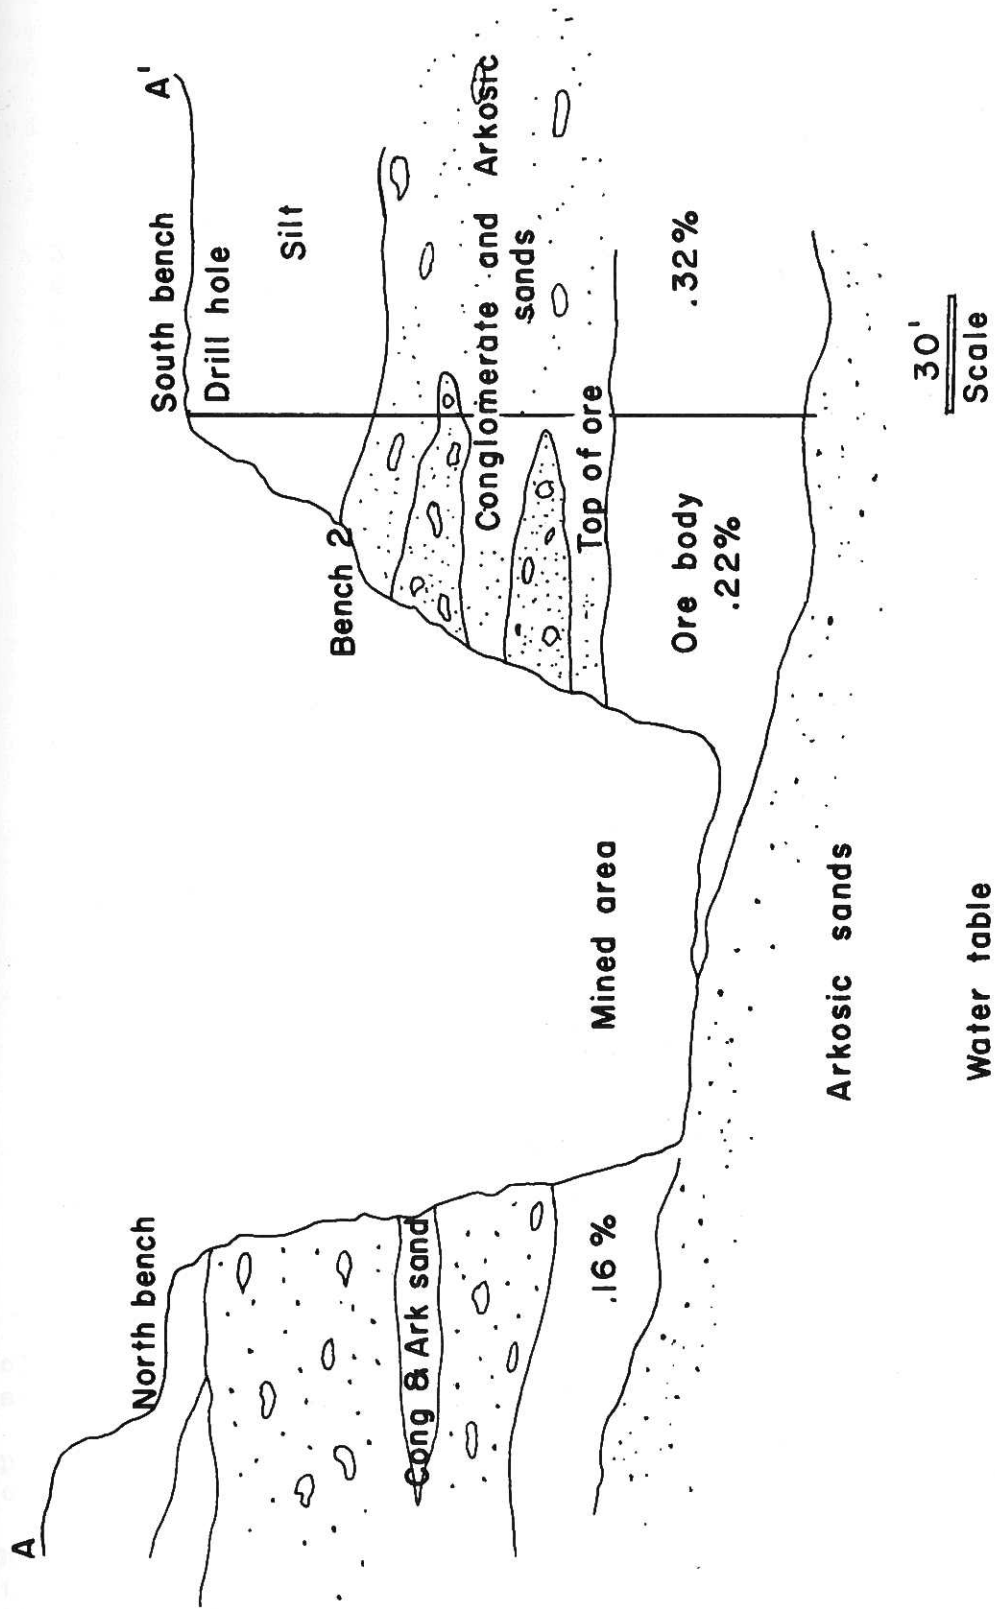 A
A'
North bench
South bench
Drill hole
Silt
Bench 2
Cong & Ark sand
Conglomerate and Arkosic
sands
Top of ore
Mined area
Ore body
.22%
.32%
.16%
Arkosic sands
Water table
30'
Scale